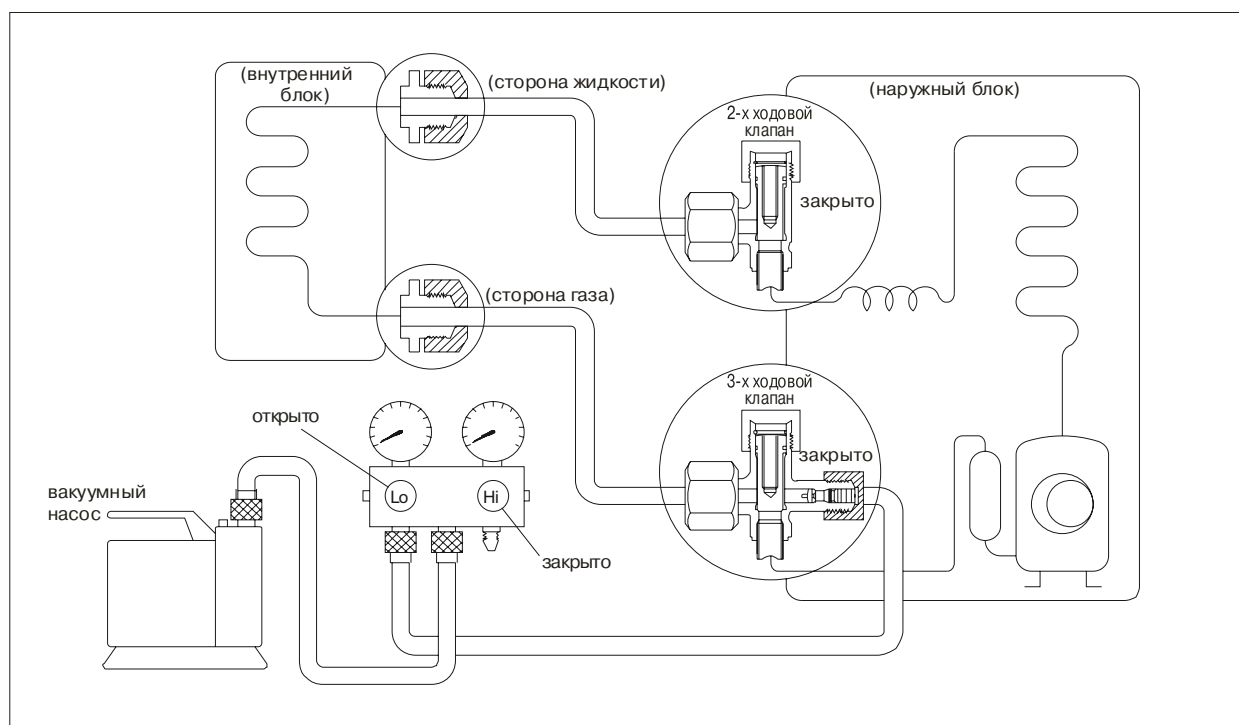 (внутренний
блок)
(сторона жидкости)
(наружный блок)
2-х ходовой
клапан
закрыто
(сторона газа)
3-х ходовой
клапан
закрыто
открыто
вакуумный
насос
Lo
Hi
закрыто